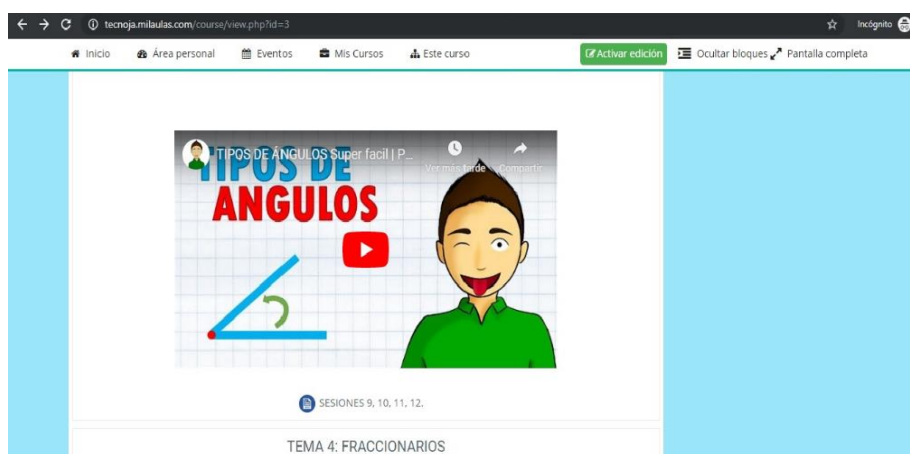 tecnoja.milaulas.com/course/view.php?id=3
Incógnito
Inicio Área personal Eventos Mis Cursos Este curso Activar edición Ocultar bloques Pantalla completa
TIPOS DE ÁNGULOS Super facil | P...
Ver más tarde Compartir
TIPOS DE
ANGULOS
SESIONES 9, 10, 11, 12.
TEMA 4: FRACCIONARIOS